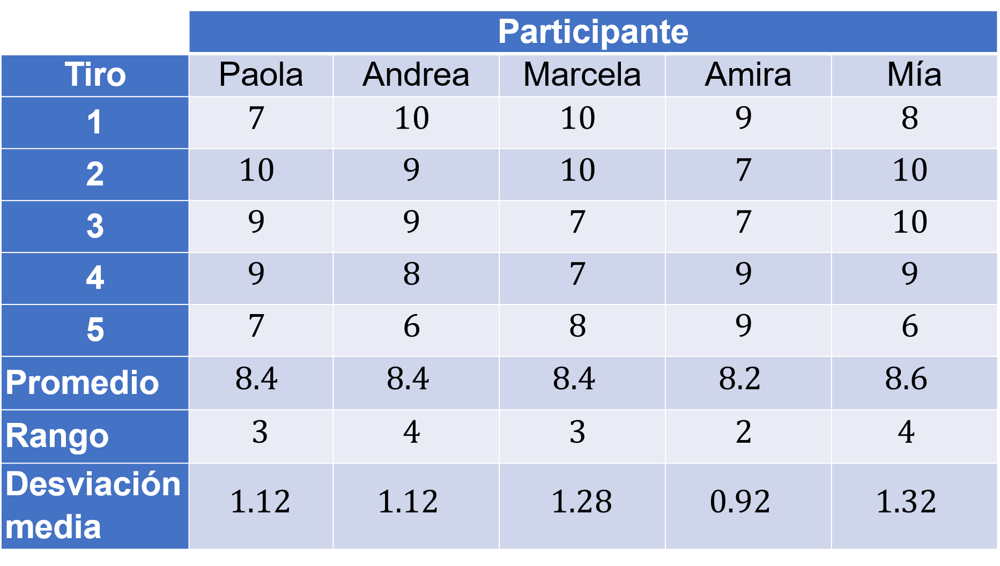 Participante
Tiro Paola Andrea Marcela Amira Mía
1 7 10 10 9 8
2 10 9 10 7 10
3 9 9 7 7 10
4 9 8 7 9 9
5 7 6 8 9 6
Promedio 8.4 8.4 8.4 8.2 8.6
Rango 3 4 3 2 4
Desviación
media 1.12 1.12 1.28 0.92 1.32